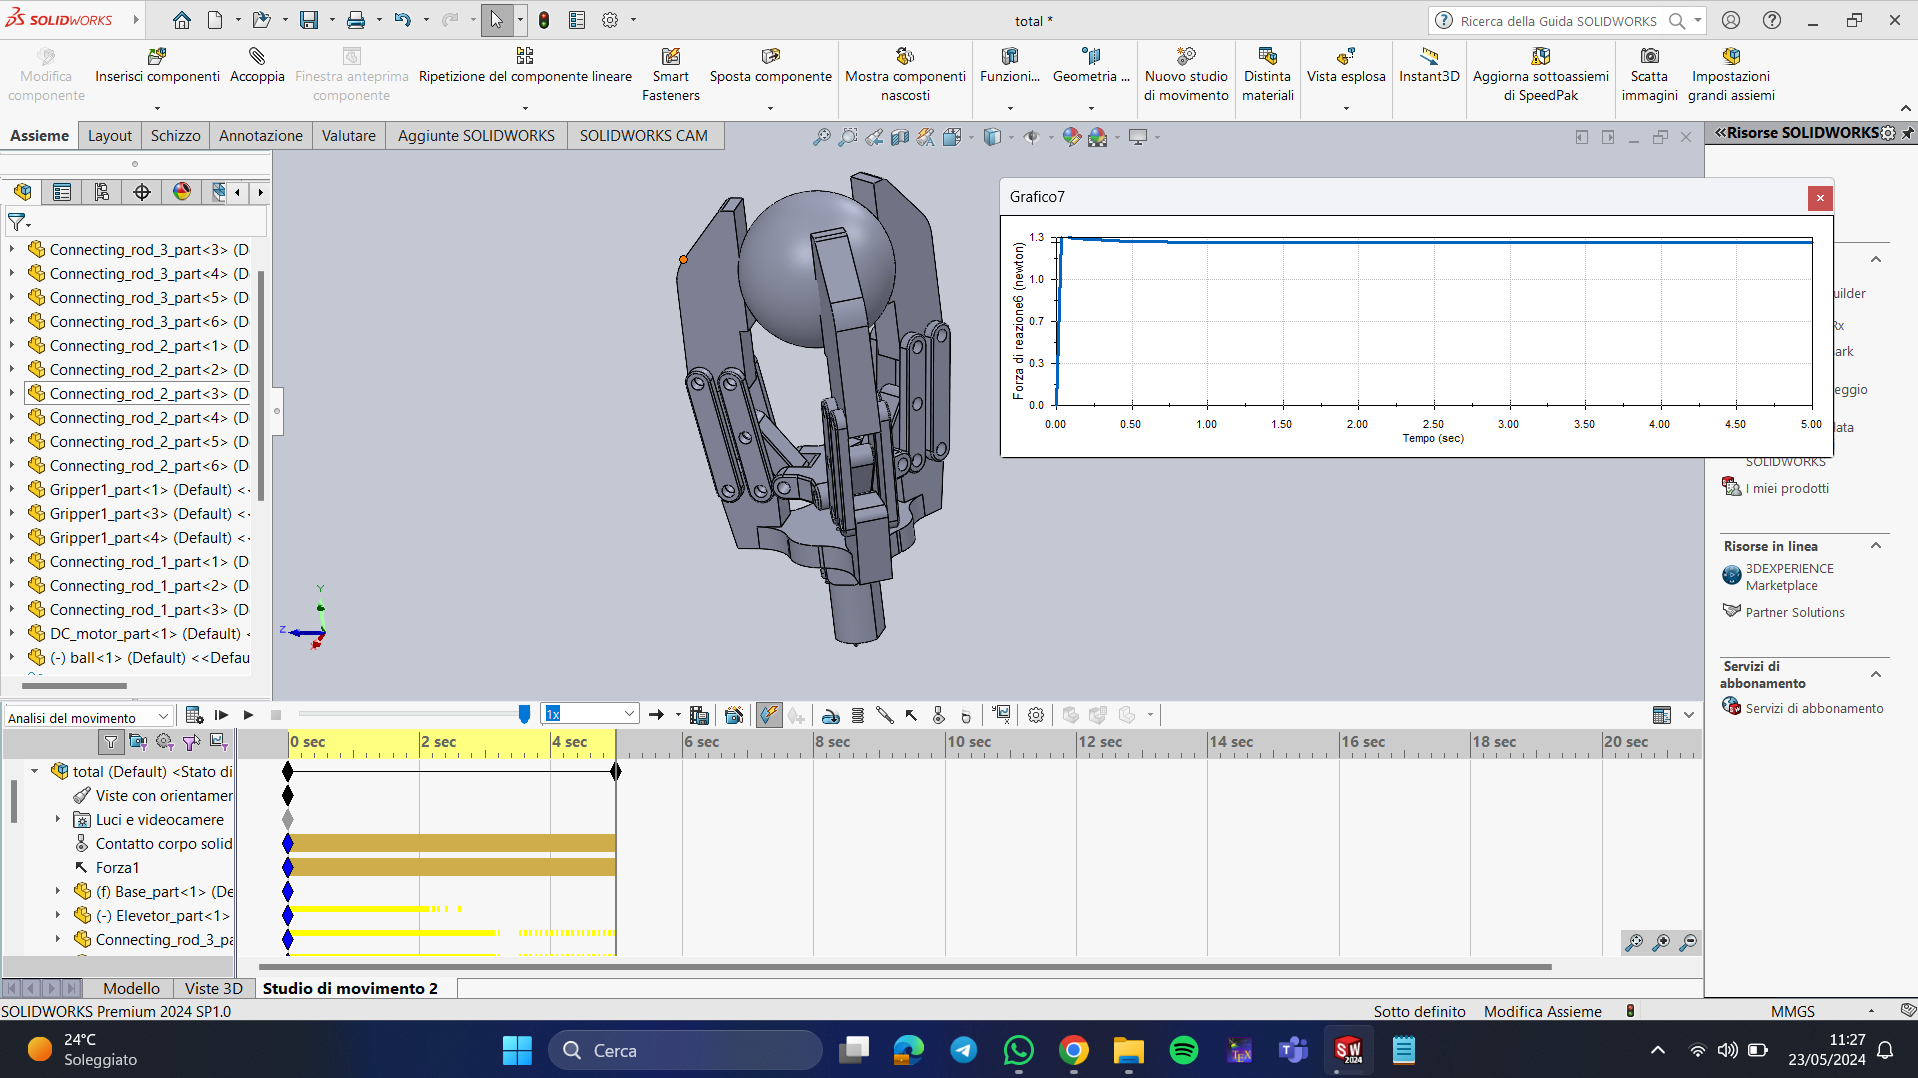 SOLIDWORKS
total *
Ricerca della Guida SOLIDWORKS
Modifica componente
Inserisci componenti
Accoppia
Finestra anteprima componente
Ripetizione del componente lineare
Smart Fasteners
Sposta componente
Mostra componenti nascosti
Funzioni...
Geometria ...
Nuovo studio di movimento
Distinta materiali
Vista esplosa
Instant3D
Aggiorna sottoassiemi di SpeedPak
Scatta immagini
Impostazioni grandi assiemi
Assieme
Layout
Schizzo
Annotazione
Valutare
Aggiunte SOLIDWORKS
SOLIDWORKS CAM
Risorse SOLIDWORKS
Connecting_rod_3_part<3> (D
Connecting_rod_3_part<4> (D
Connecting_rod_3_part<5> (D
Connecting_rod_3_part<6> (D
Connecting_rod_2_part<1> (D
Connecting_rod_2_part<2> (D
Connecting_rod_2_part<3> (D
Connecting_rod_2_part<4> (D
Connecting_rod_2_part<5> (D
Connecting_rod_2_part<6> (D
Gripper1_part<1> (Default) <
Gripper1_part<3> (Default) <
Gripper1_part<4> (Default) <
Connecting_rod_1_part<1> (D
Connecting_rod_1_part<2> (D
Connecting_rod_1_part<3> (D
DC_motor_part<1> (Default) <
(-) ball<1> (Default) <<Defau
Y
Z
Grafico7
Forza di reazione6 (newton)
1.3
1.0
0.7
0.3
0.0
0.00 0.50 1.00 1.50 2.00 2.50 3.00 3.50 4.00 4.50 5.00
Tempo (sec)
uilder
Rx
ark
eggio
ata
SOLIDWORKS
I miei prodotti
Risorse in linea
3DEXPERIENCE
Marketplace
Partner Solutions
Servizi di
abbonamento
Servizi di abbonamento
Analisi del movimento
1x
0 sec 2 sec 4 sec 6 sec 8 sec 10 sec 12 sec 14 sec 16 sec 18 sec 20 sec
total (Default) <Stato di
Viste con orientamer
Luci e videocamere
Contatto corpo solid
Forza1
(f) Base_part<1> (De
(-) Elevetor_part<1>
Connecting_rod_3_pa
Modello
Viste 3D
Studio di movimento 2
SOLIDWORKS Premium 2024 SP1.0
Sotto definito
Modifica Assieme
MMGS
24°C
Soleggiato
Cerca
TEX
SW
2024
11:27
23/05/2024